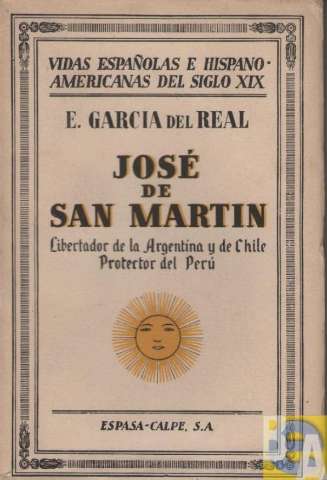 VIDAS ESPAÑOLAS E HISPANO-
AMERICANAS DEL SIGLO XIX
E. GARCIA DEL REAL
JOSÉ
DE
SAN MARTIN
Libertador de la Argentina y de Chile
Protector del Perú
ESPASA-CALPE, S.A.